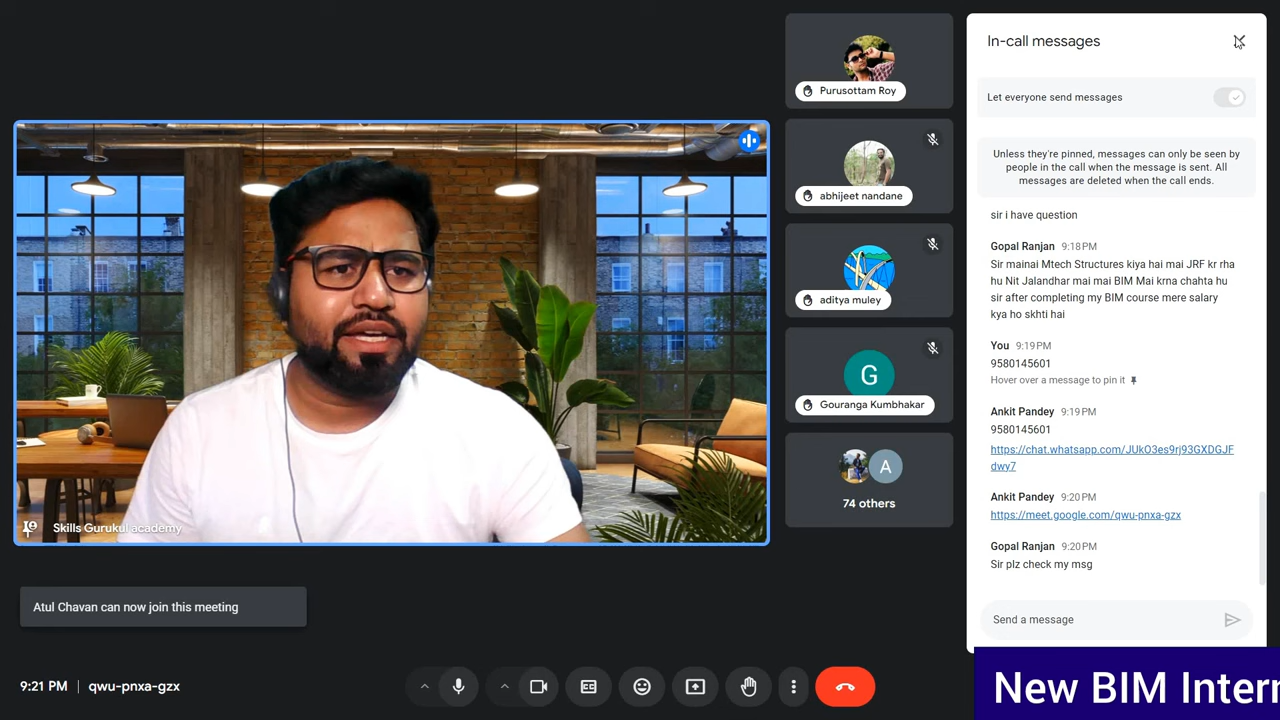 In-call messages
Let everyone send messages
Unless they're pinned, messages can only be seen by
people in the call when the message is sent. All
messages are deleted when the call ends.
sir i have question
Gopal Ranjan 9:18 PM
Sir mainai Mtech Structures kiya hai mai JRF kr rha
hu Nit Jalandhar mai mai BIM Mai krna chahta hu
sir after completing my BIM course mere salary
kya ho skhti hai
You 9:19 PM
9580145601
Hover over a message to pin it
Ankit Pandey 9:19 PM
9580145601
https://chat.whatsapp.com/JUkO3es9rj93GXDGJF
dwy7
Ankit Pandey 9:20 PM
https://meet.google.com/qwu-pnxa-gzx
Gopal Ranjan 9:20 PM
Sir plz check my msg
Send a message
Purusottam Roy
abhijeet nandane
aditya muley
G
Gouranga Kumbhakar
A
74 others
Skills Gurukul academy
Atul Chavan can now join this meeting
9:21 PM | qwu-pnxa-gzx
New BIM Intern